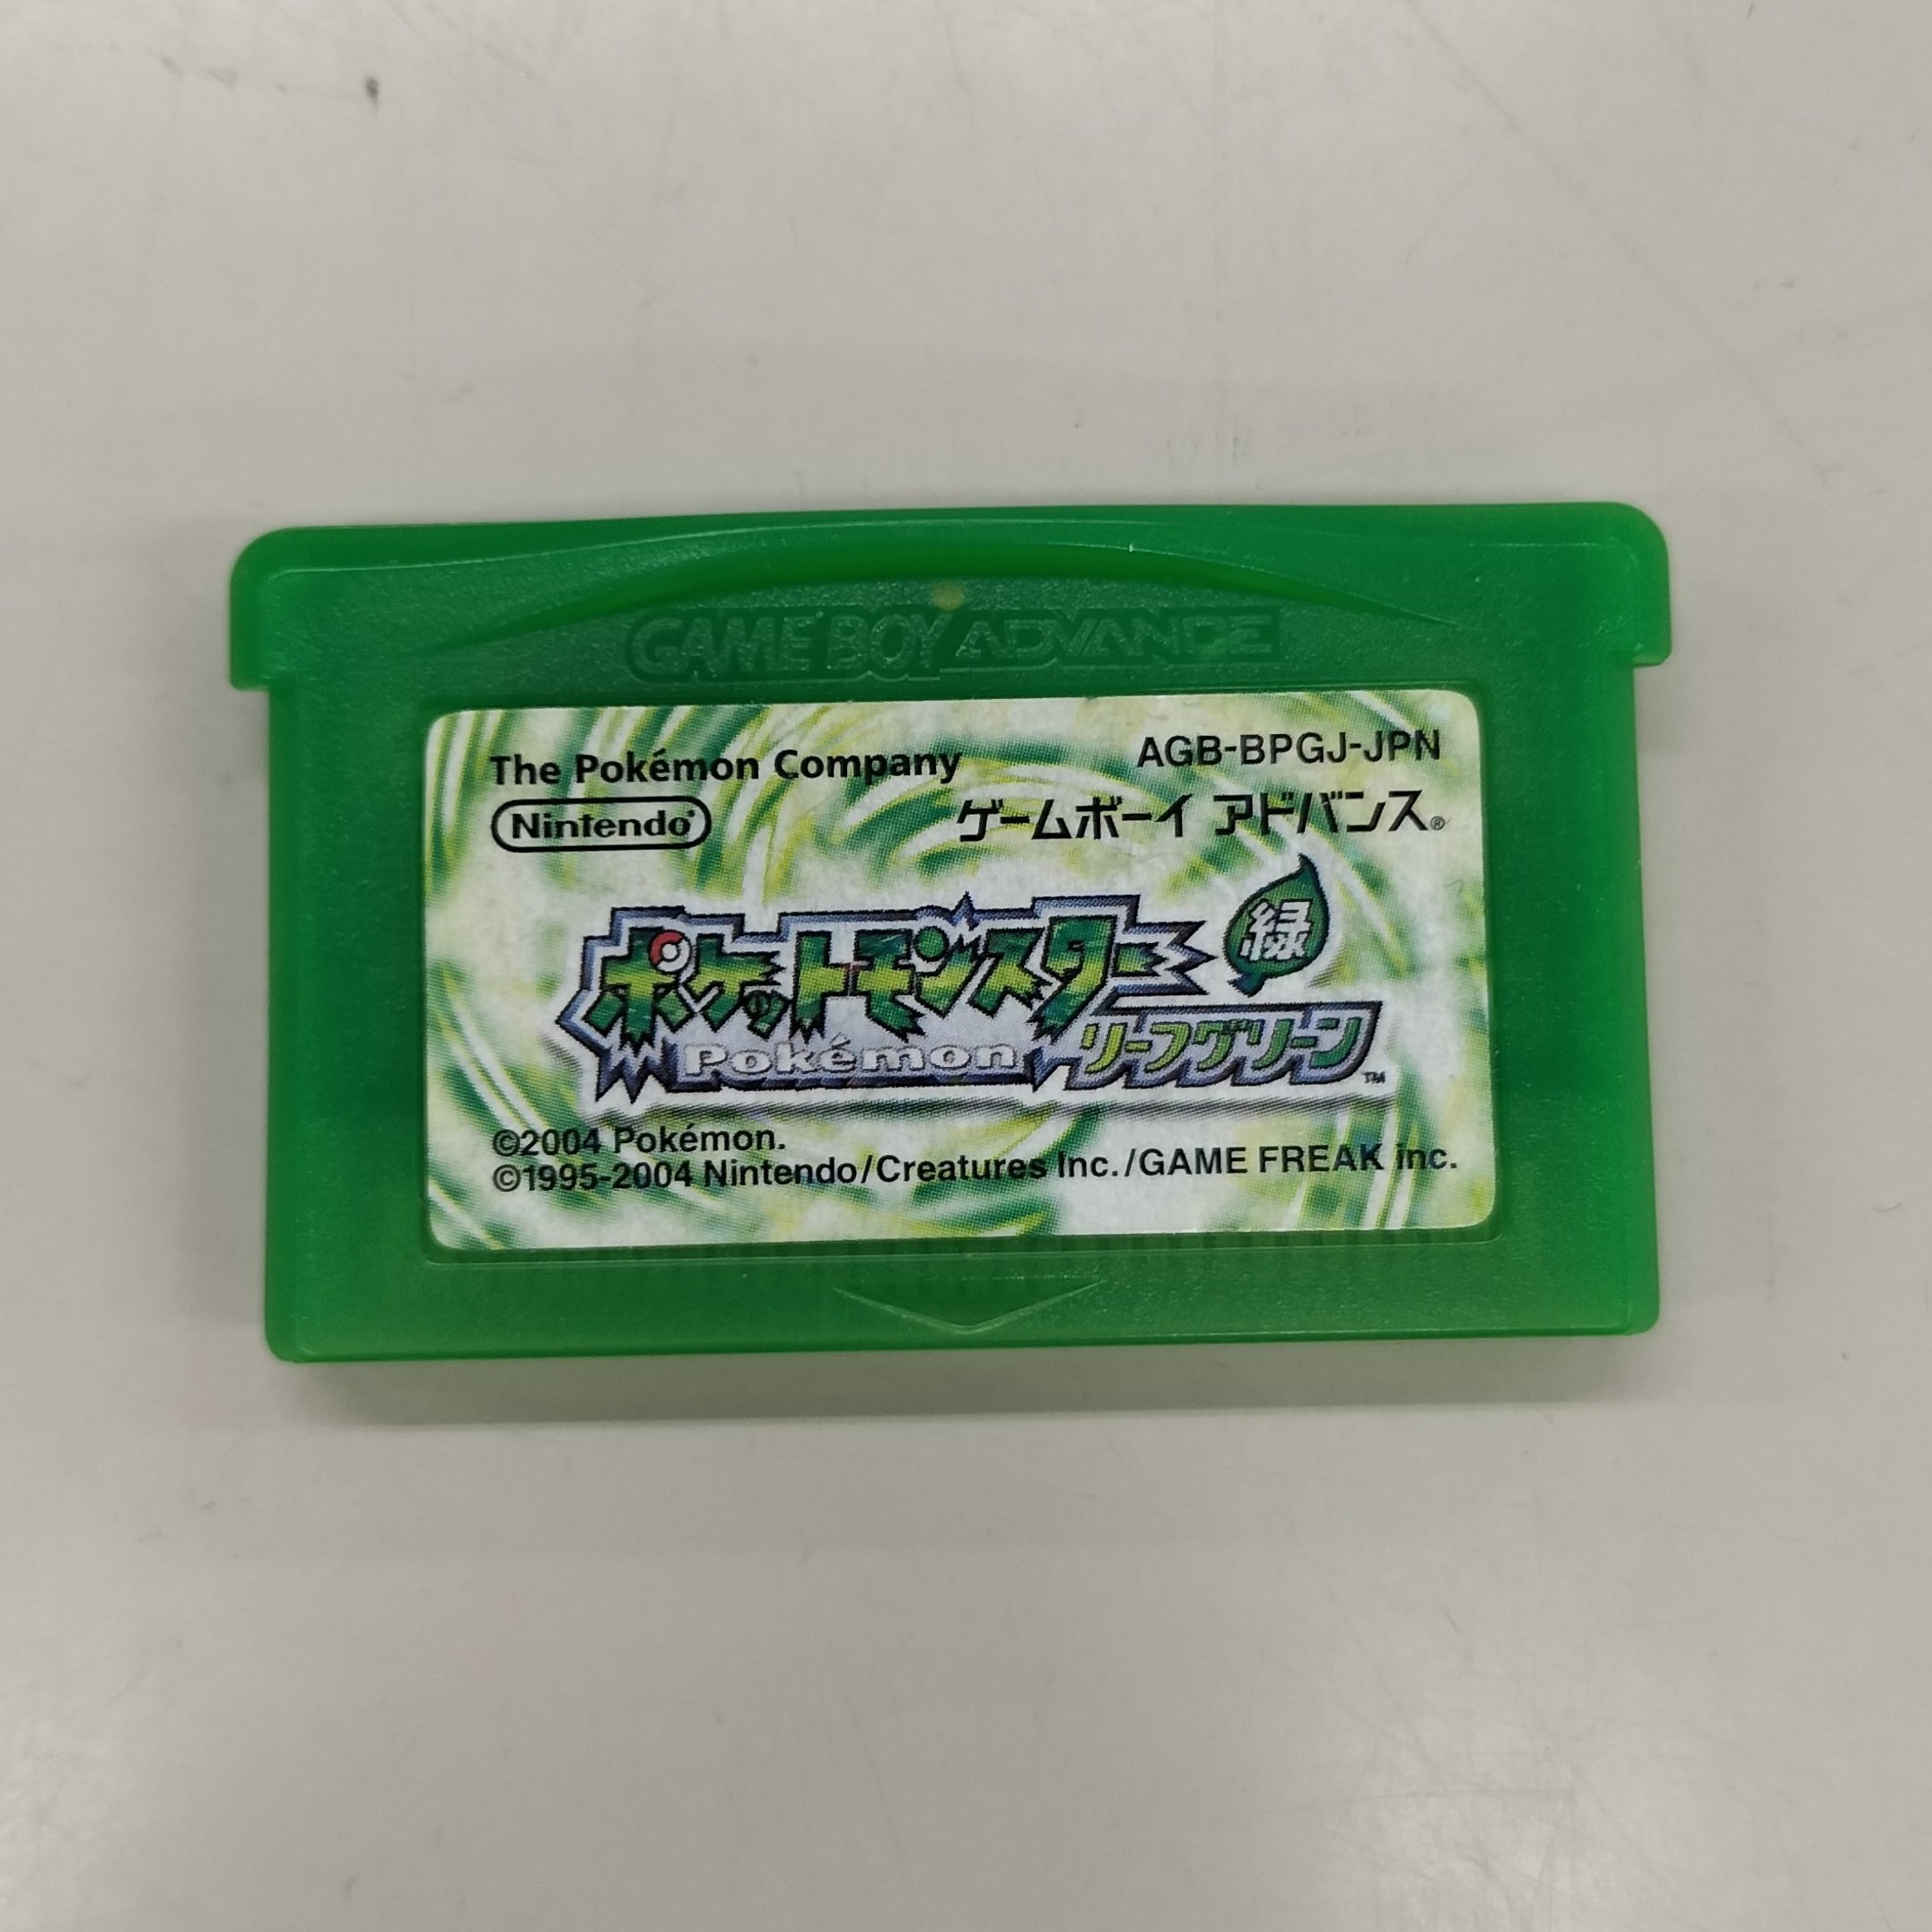 GAME BOY ADVANCE
The Pokémon Company
AGB-BPGJ-JPN
Nintendo®
ゲームボーイ アドバンス®
ポケットモンスター
緑
Pokémon
リーフグリーン™
©2004 Pokémon.
©1995-2004 Nintendo/Creatures Inc./GAME FREAK inc.